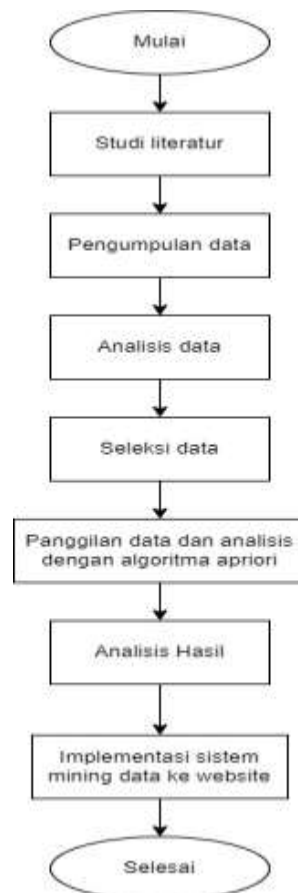 Mulai
Studi literatur
Pengumpulan data
Analisis data
Seleksi data
Panggilan data dan analisis
dengan algoritma apriori
Analisis Hasil
Implementasi sistem
mining data ke website
Selesai